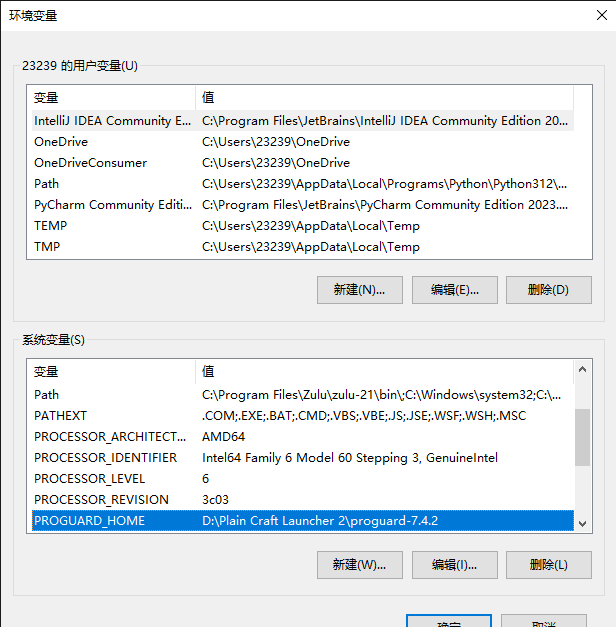 环境变量
23239 的用户变量(U)
变量 值
IntelliJ IDEA Community E... C:\Program Files\JetBrains\IntelliJ IDEA Community Edition 20...
OneDrive C:\Users\23239\OneDrive
OneDriveConsumer C:\Users\23239\OneDrive
Path C:\Users\23239\AppData\Local\Programs\Python\Python312\...
PyCharm Community Editi... C:\Program Files\JetBrains\PyCharm Community Edition 2023....
TEMP C:\Users\23239\AppData\Local\Temp
TMP C:\Users\23239\AppData\Local\Temp
新建(N)... 编辑(E)... 删除(D)
系统变量(S)
变量 值
Path C:\Program Files\Zulu\zulu-21\bin\;C:\Windows\system32;C:\...
PATHEXT .COM;.EXE;.BAT;.CMD;.VBS;.VBE;.JS;.JSE;.WSF;.WSH;.MSC
PROCESSOR_ARCHITECT... AMD64
PROCESSOR_IDENTIFIER Intel64 Family 6 Model 60 Stepping 3, GenuineIntel
PROCESSOR_LEVEL 6
PROCESSOR_REVISION 3c03
PROGUARD_HOME D:\Plain Craft Launcher 2\proguard-7.4.2
新建(W)... 编辑(I)... 删除(L)
确定 取消